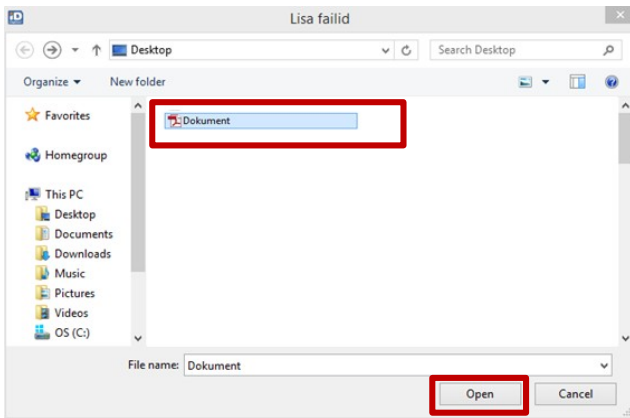 Lisa failid
Desktop
Search Desktop
Organize
New folder
Favorites
Homegroup
This PC
Desktop
Documents
Downloads
Music
Pictures
Videos
OS (C:)
Dokument
File name: Dokument
Open Cancel